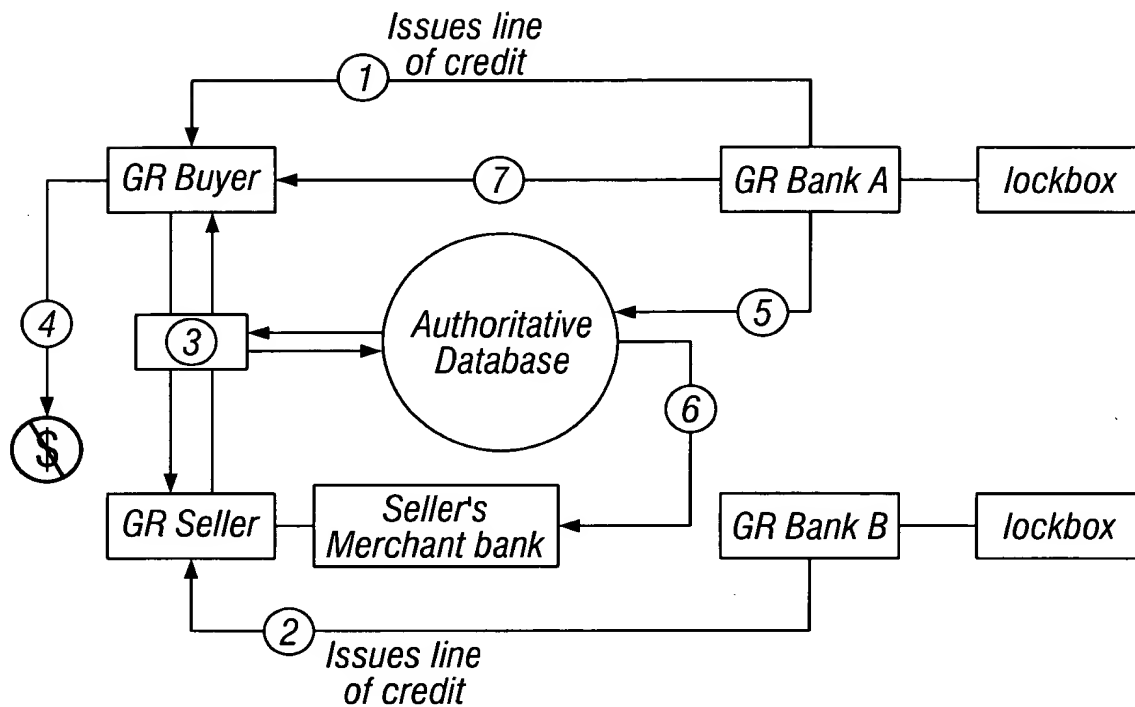 Issues line
of credit
1
GR Buyer
7
GR Bank A
lockbox
4
3
Authoritative
Database
5
6
$
GR Seller
Seller's
Merchant bank
GR Bank B
lockbox
2
Issues line
of credit